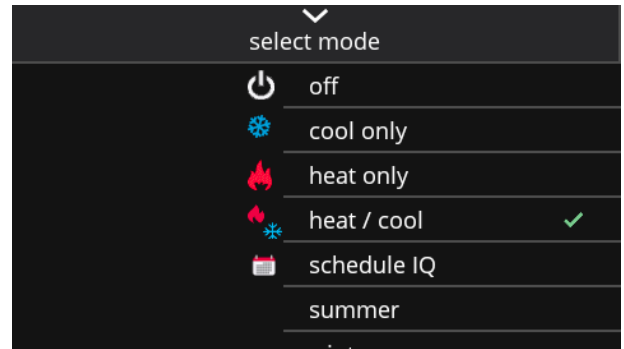 select mode
off
cool only
heat only
heat / cool
schedule IQ
summer